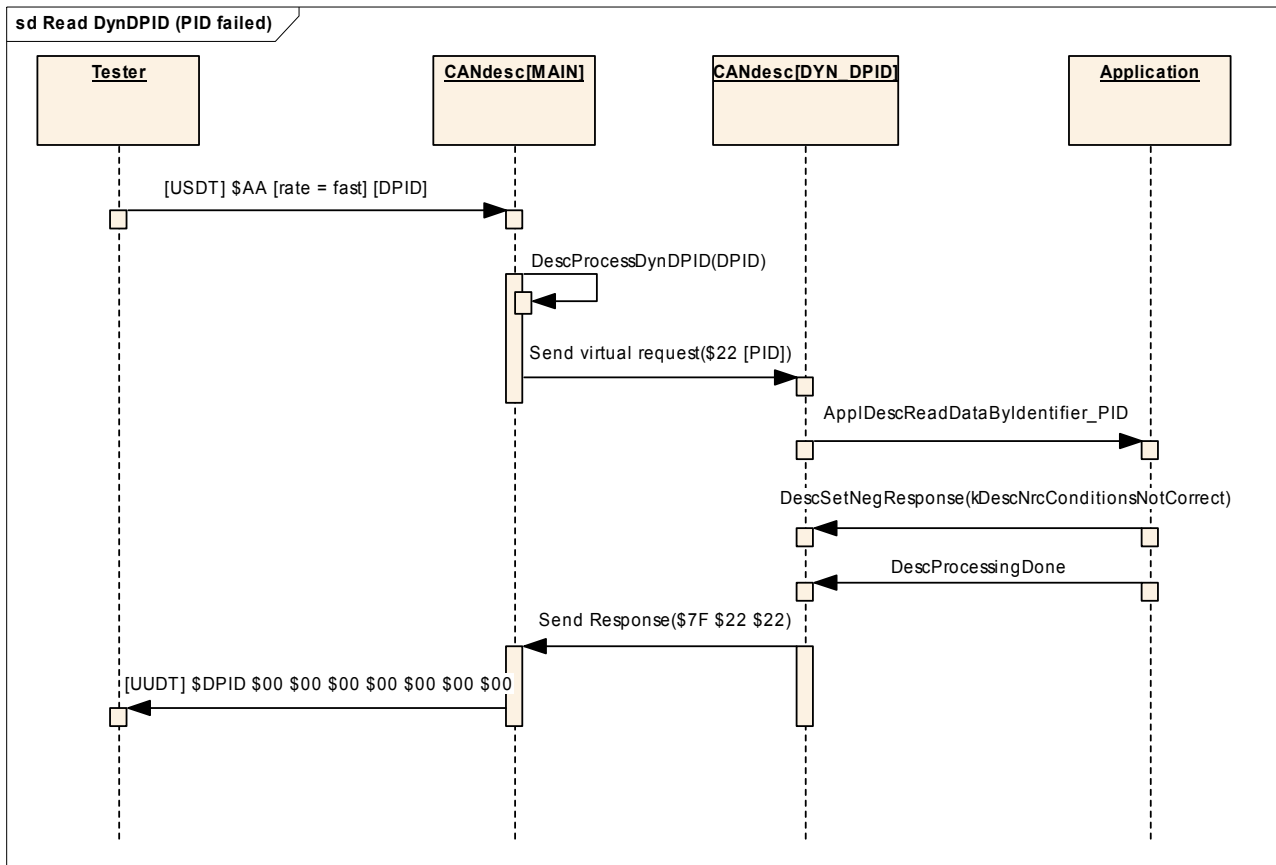 sd Read DynDPID (PID failed)
Tester
CANdesc[MAIN]
CANdesc[DYN_DPID]
Application
[USDT] $AA [rate = fast] [DPID]
DescProcessDynDPID(DPID)
Send virtual request($22 [PID])
ApplDescReadDataByIdentifier_PID
DescSetNegResponse(kDescNrcConditionsNotCorrect)
DescProcessingDone
Send Response($7F $22 $22)
[UUDT] $DPID $00 $00 $00 $00 $00 $00 $00